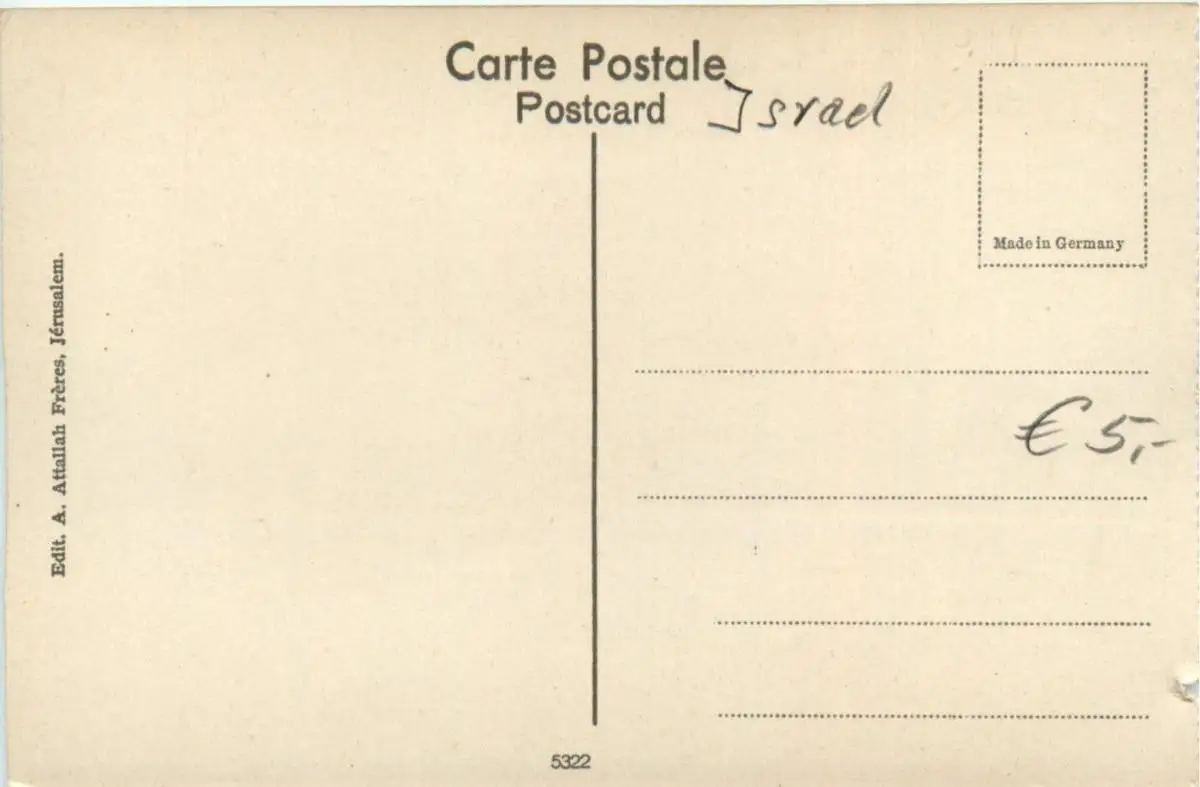 Carte Postale
Postcard
Israel
Made in Germany
Edit. A. Attallah Frères, Jérusalem.
€ 5,-
5322